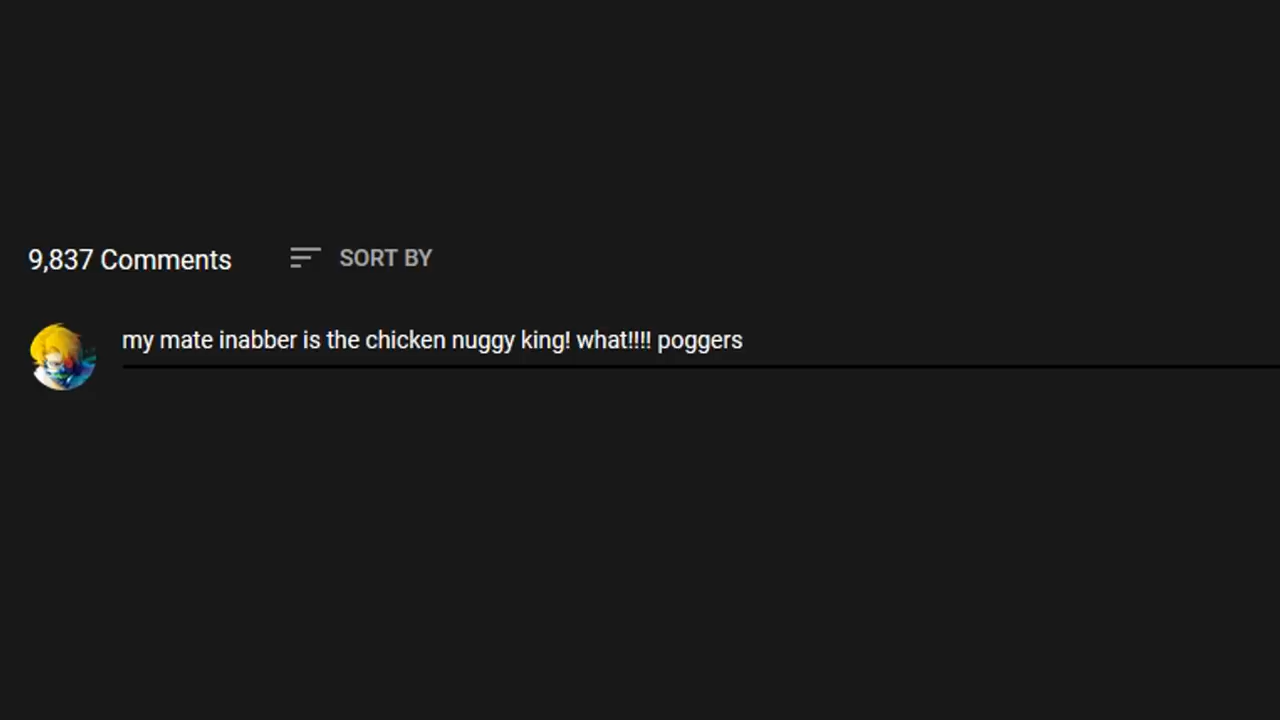 9,837 Comments SORT BY
my mate inabber is the chicken nuggy king! what!!!! poggers